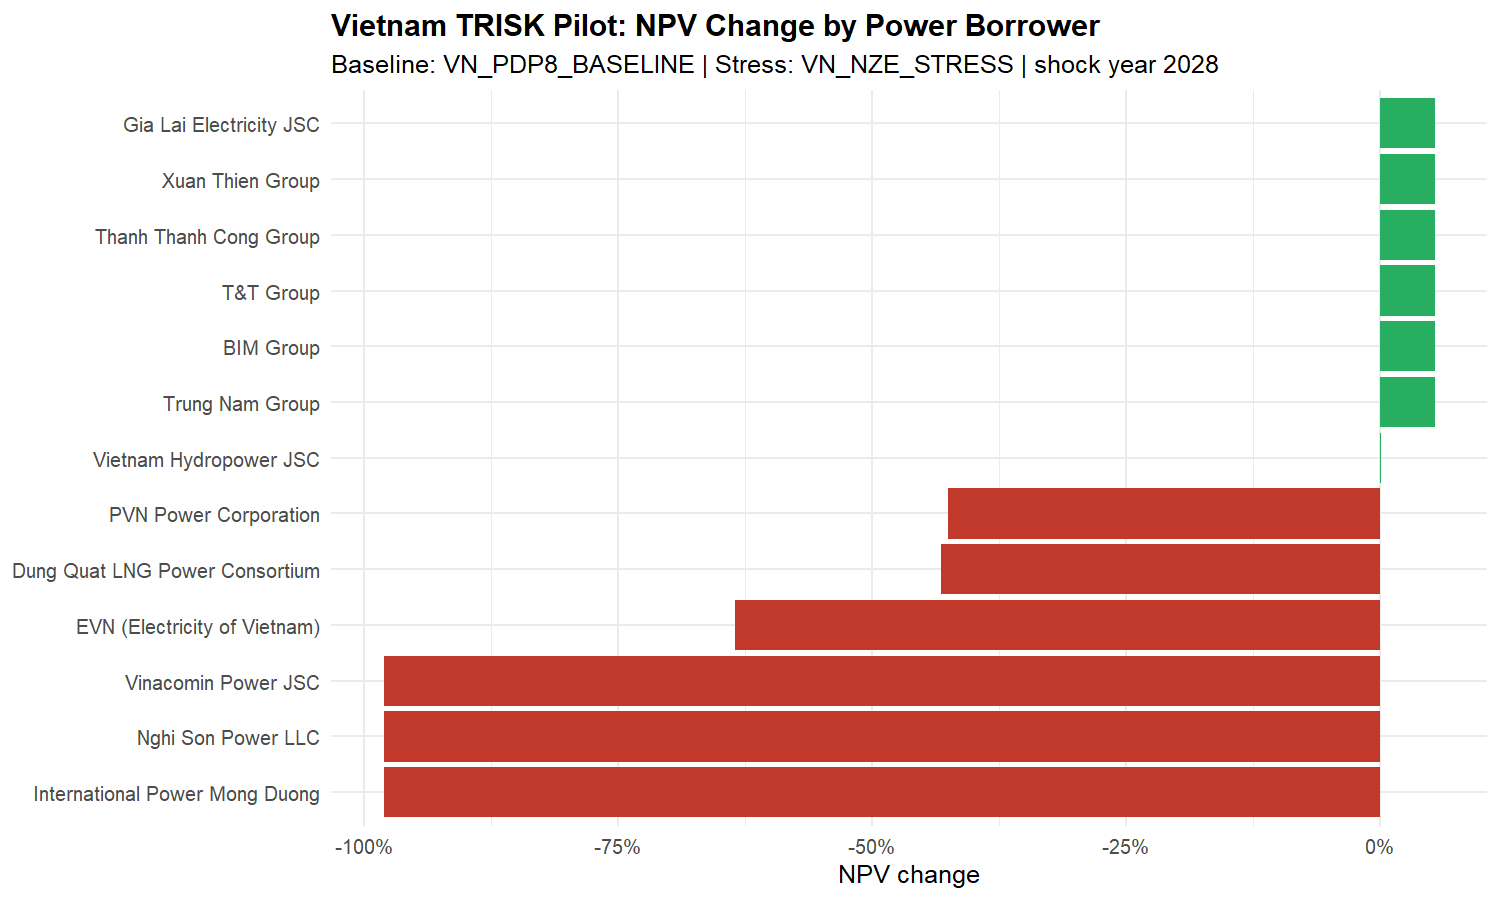 Vietnam TRISK Pilot: NPV Change by Power Borrower
Baseline: VN_PDP8_BASELINE | Stress: VN_NZE_STRESS | shock year 2028
Gia Lai Electricity JSC
Xuan Thien Group
Thanh Thanh Cong Group
T&T Group
BIM Group
Trung Nam Group
Vietnam Hydropower JSC
PVN Power Corporation
Dung Quat LNG Power Consortium
EVN (Electricity of Vietnam)
Vinacomin Power JSC
Nghi Son Power LLC
International Power Mong Duong
-100% -75% -50% -25% 0%
NPV change